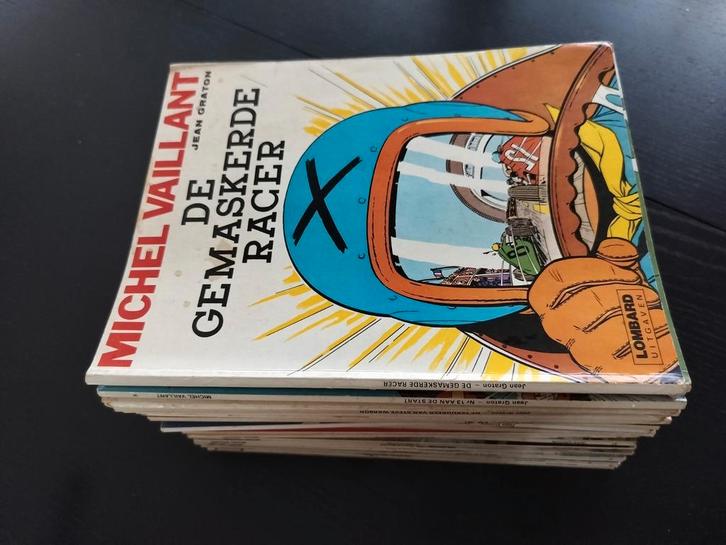 MICHEL VAILLANT
JEAN GRATON
DE
GEMASKERDE
RACER
X
LOMBARD
UITGAVEN
Jean Graton – DE GEMASKERDE RACER
MICHEL VAILLANT
Jean Graton – Nr. 13 AAN DE START